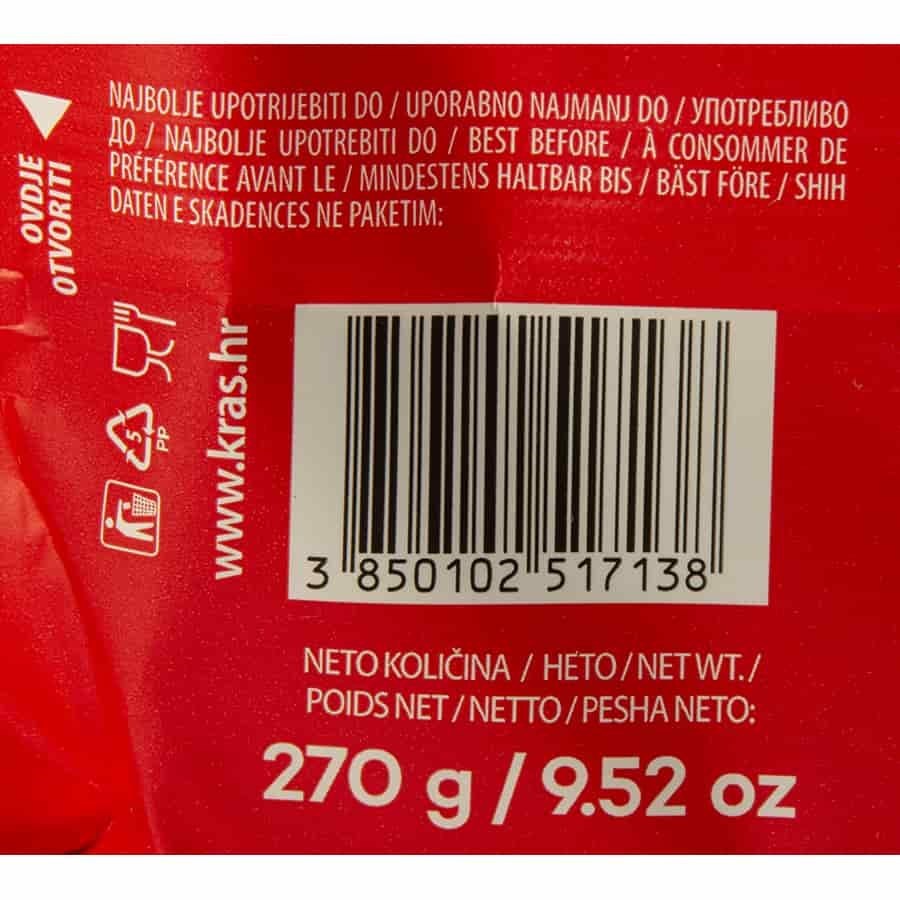 NAJBOLJE UPOTRIJEBITI DO / UPORABNO NAJMANJ DO / УПОТРЕБЉИВО
ДО / NAJBOLJE UPOTREBITI DO / BEST BEFORE / À CONSOMMER DE
PRÉFÉRENCE AVANT LE / MINDESTENS HALTBAR BIS / BÄST FÖRE / SHIH
DATEN E SKADENCES NE PAKETIM:
OVDJE
OTVORITI
5
PP
www.kras.hr
3 850102 517138
NETO KOLIČINA / НЕТО / NET WT. /
POIDS NET / NETTO / PESHA NETO:
270 g / 9.52 oz